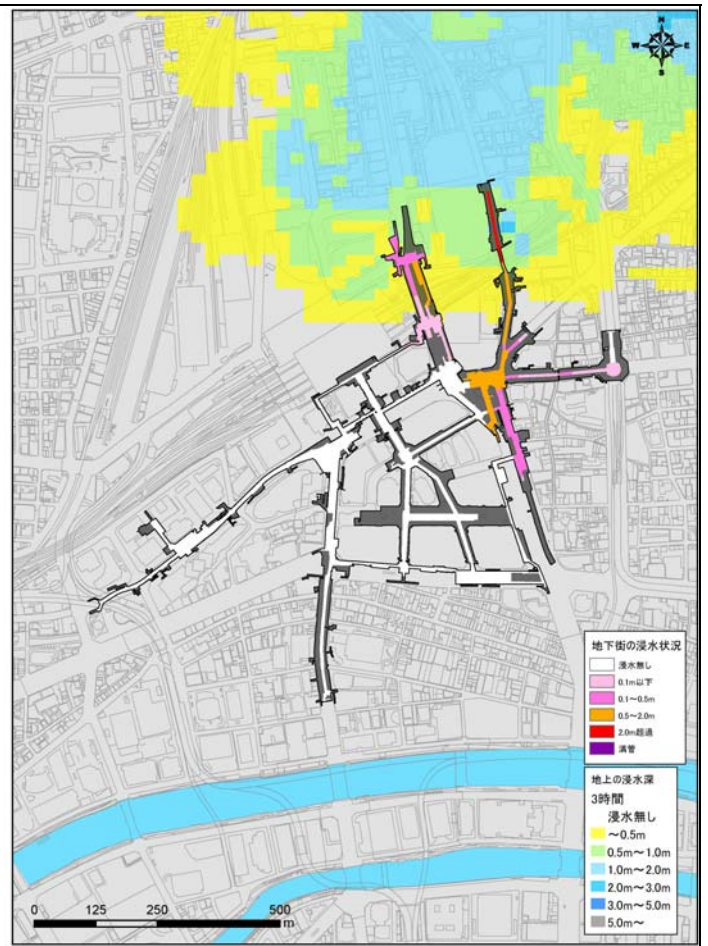 N
W E
S
地下街の浸水状況
浸水無し
0.1m以下
0.1～0.5m
0.5～2.0m
2.0m超過
満管
地上の浸水深
3時間
浸水無し
～0.5m
0.5m～1.0m
1.0m～2.0m
2.0m～3.0m
3.0m～5.0m
5.0m～
0 125 250 500
m